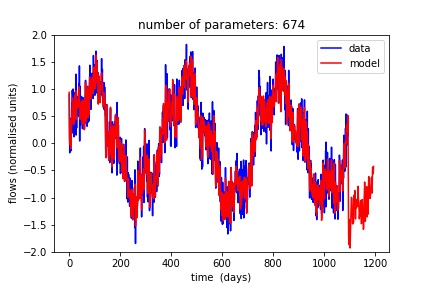 number of parameters: 674
2.0
1.5
1.0
0.5
0.0
-0.5
-1.0
-1.5
-2.0
flows (normalised units)
data
model
0 200 400 600 800 1000 1200
time (days)